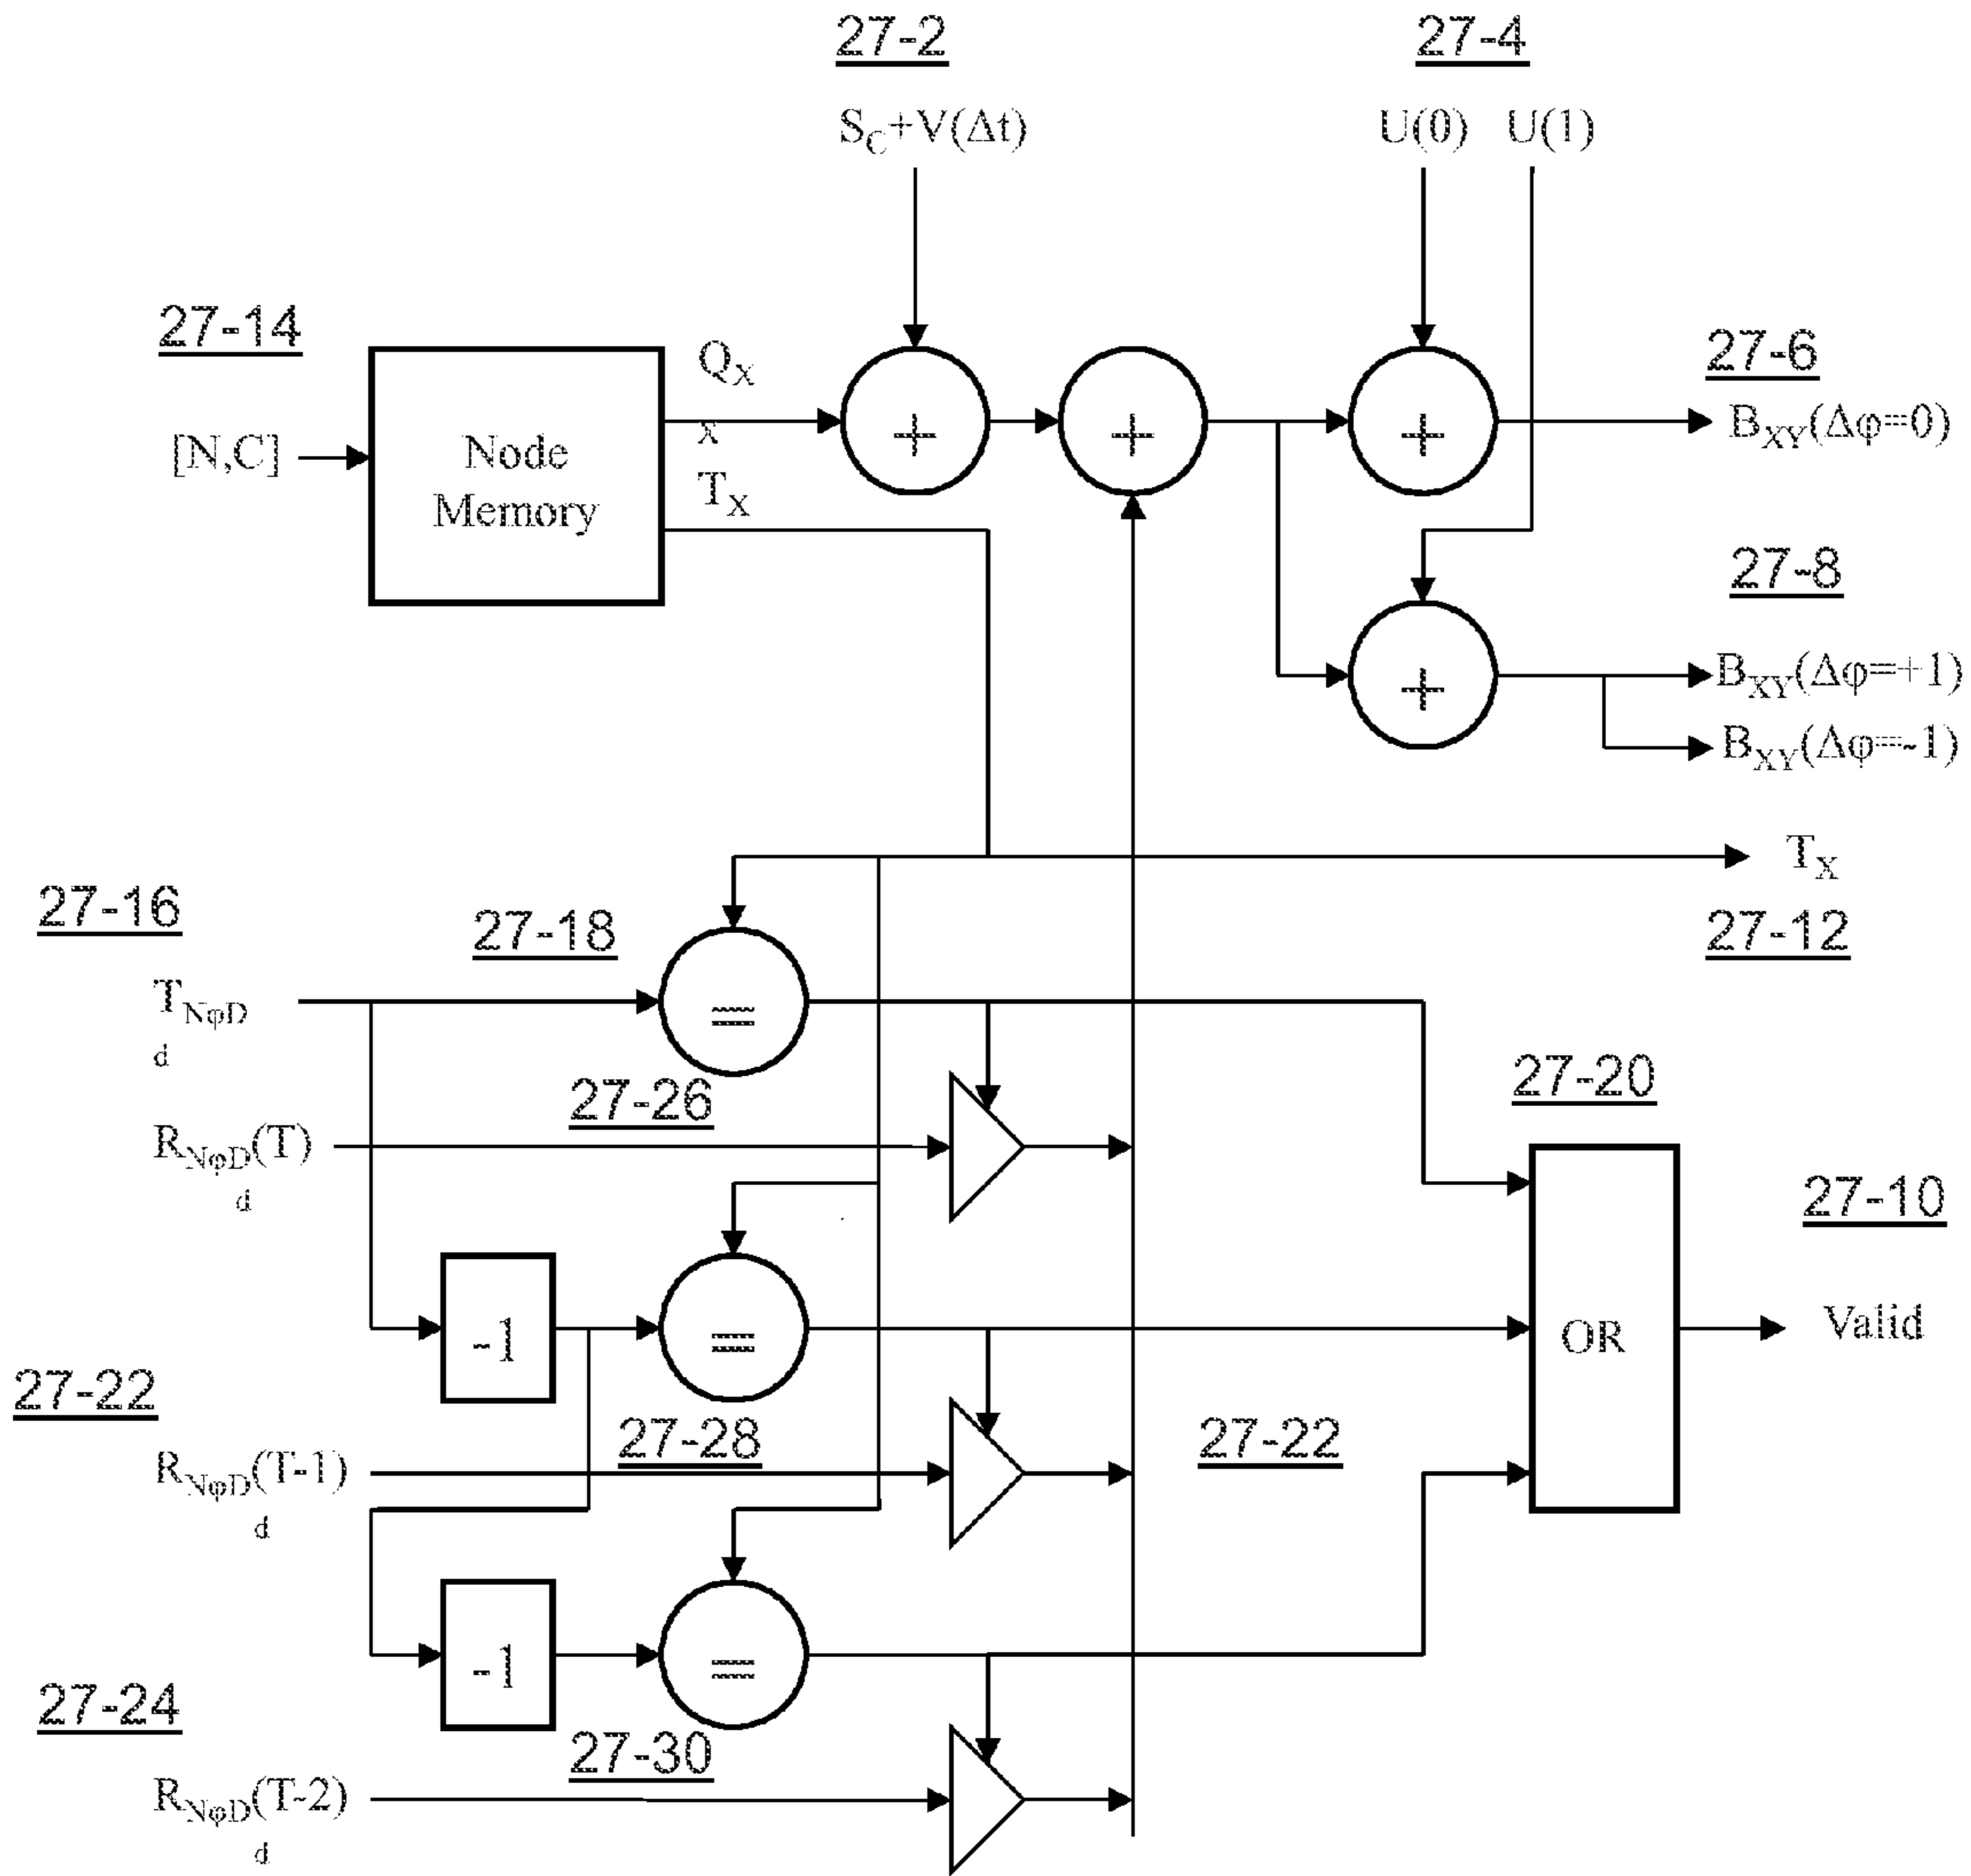 27-2
27-4
S_C+V(Δt)
U(0) U(1)
27-14
Q_X
x
27-6
[N,C]
Node
Memory
+
+
+
B_XY(Δφ=0)
T_X
27-8
+
B_XY(Δφ=+1)
B_XY(Δφ=-1)
T_X
27-16
27-18
27-12
T_NφD
d
=
27-26
27-20
R_NφD(T)
d
27-10
-1
=
OR
Valid
27-22
27-28
27-22
R_NφD(T-1)
d
-1
=
27-24
27-30
R_NφD(T-2)
d